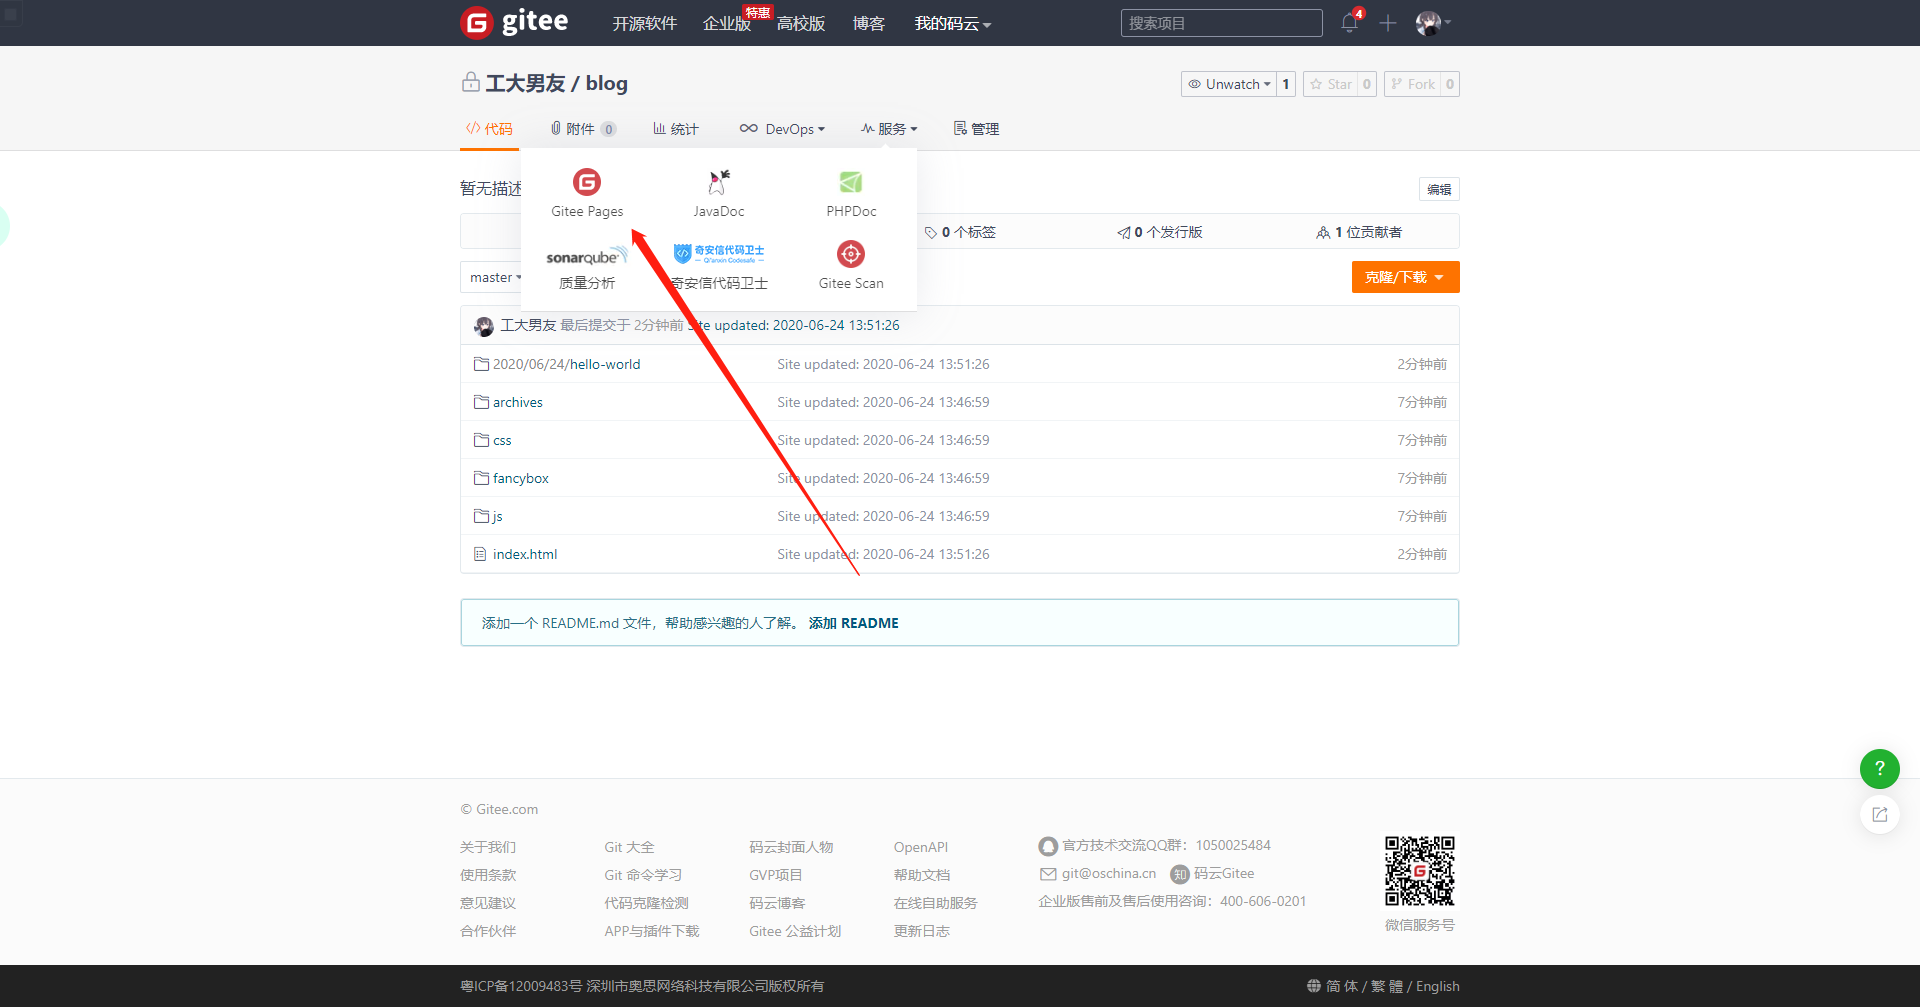 gitee
开源软件
企业版
特惠
高校版
博客
我的码云
搜索项目
4
工大男友 / blog
Unwatch
1
Star
0
Fork
0
代码
附件 0
统计
DevOps
服务
管理
暂无描述
Gitee Pages
JavaDoc
PHPDoc
编辑
0 个标签
0 个发行版
1 位贡献者
sonarqube
质量分析
奇安信代码卫士
Qi'anxin Codesafe
奇安信代码卫士
Gitee Scan
master
克隆/下载
工大男友 最后提交于 2分钟前 Site updated: 2020-06-24 13:51:26
2020/06/24/hello-world
Site updated: 2020-06-24 13:51:26
2分钟前
archives
Site updated: 2020-06-24 13:46:59
7分钟前
css
Site updated: 2020-06-24 13:46:59
7分钟前
fancybox
Site updated: 2020-06-24 13:46:59
7分钟前
js
Site updated: 2020-06-24 13:46:59
7分钟前
index.html
Site updated: 2020-06-24 13:51:26
2分钟前
添加一个 README.md 文件，帮助感兴趣的人了解。 添加 README
?
© Gitee.com
关于我们
Git 大全
码云封面人物
OpenAPI
官方技术交流QQ群：1050025484
使用条款
Git 命令学习
GVP项目
帮助文档
git@oschina.cn
知 码云Gitee
意见建议
代码克隆检测
码云博客
在线自助服务
企业版售前及售后使用咨询：400-606-0201
合作伙伴
APP与插件下载
Gitee 公益计划
更新日志
微信服务号
粤ICP备12009483号 深圳市奥思网络科技有限公司版权所有
简 体 / 繁 體 / English